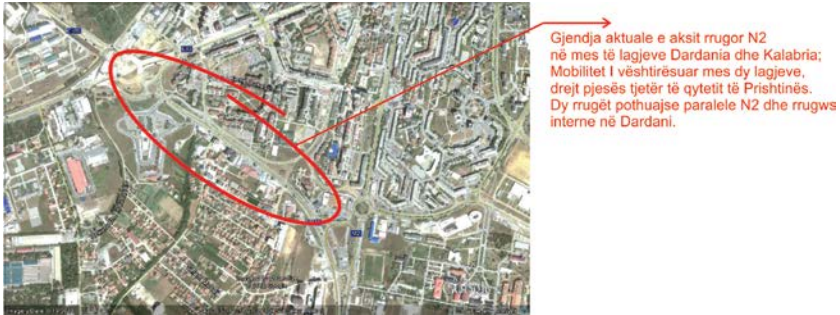 Gjendja aktuale e aksit rrugor N2
në mes të lagjeve Dardania dhe Kalabria;
Mobilitet I vështirësuar mes dy lagjeve,
drejt pjesës tjetër të qytetit të Prishtinës.
Dy rrugët pothuajse paralele N2 dhe rrugws
interne në Dardani.